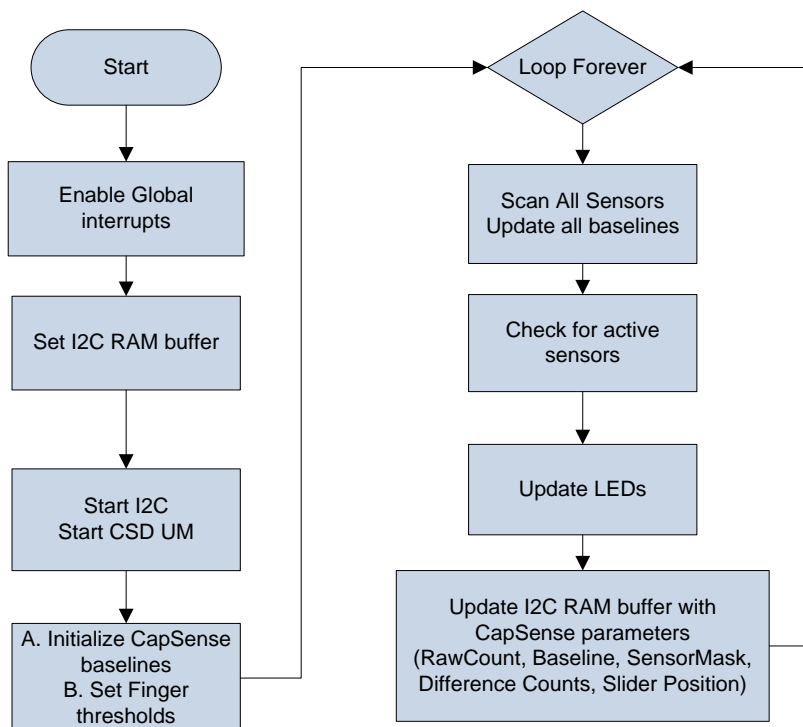 Start
Enable Global
interrupts
Set I2C RAM buffer
Start I2C
Start CSD UM
A. Initialize CapSense
baselines
B. Set Finger
thresholds
Loop Forever
Scan All Sensors
Update all baselines
Check for active
sensors
Update LEDs
Update I2C RAM buffer with
CapSense parameters
(RawCount, Baseline, SensorMask,
Difference Counts, Slider Position)